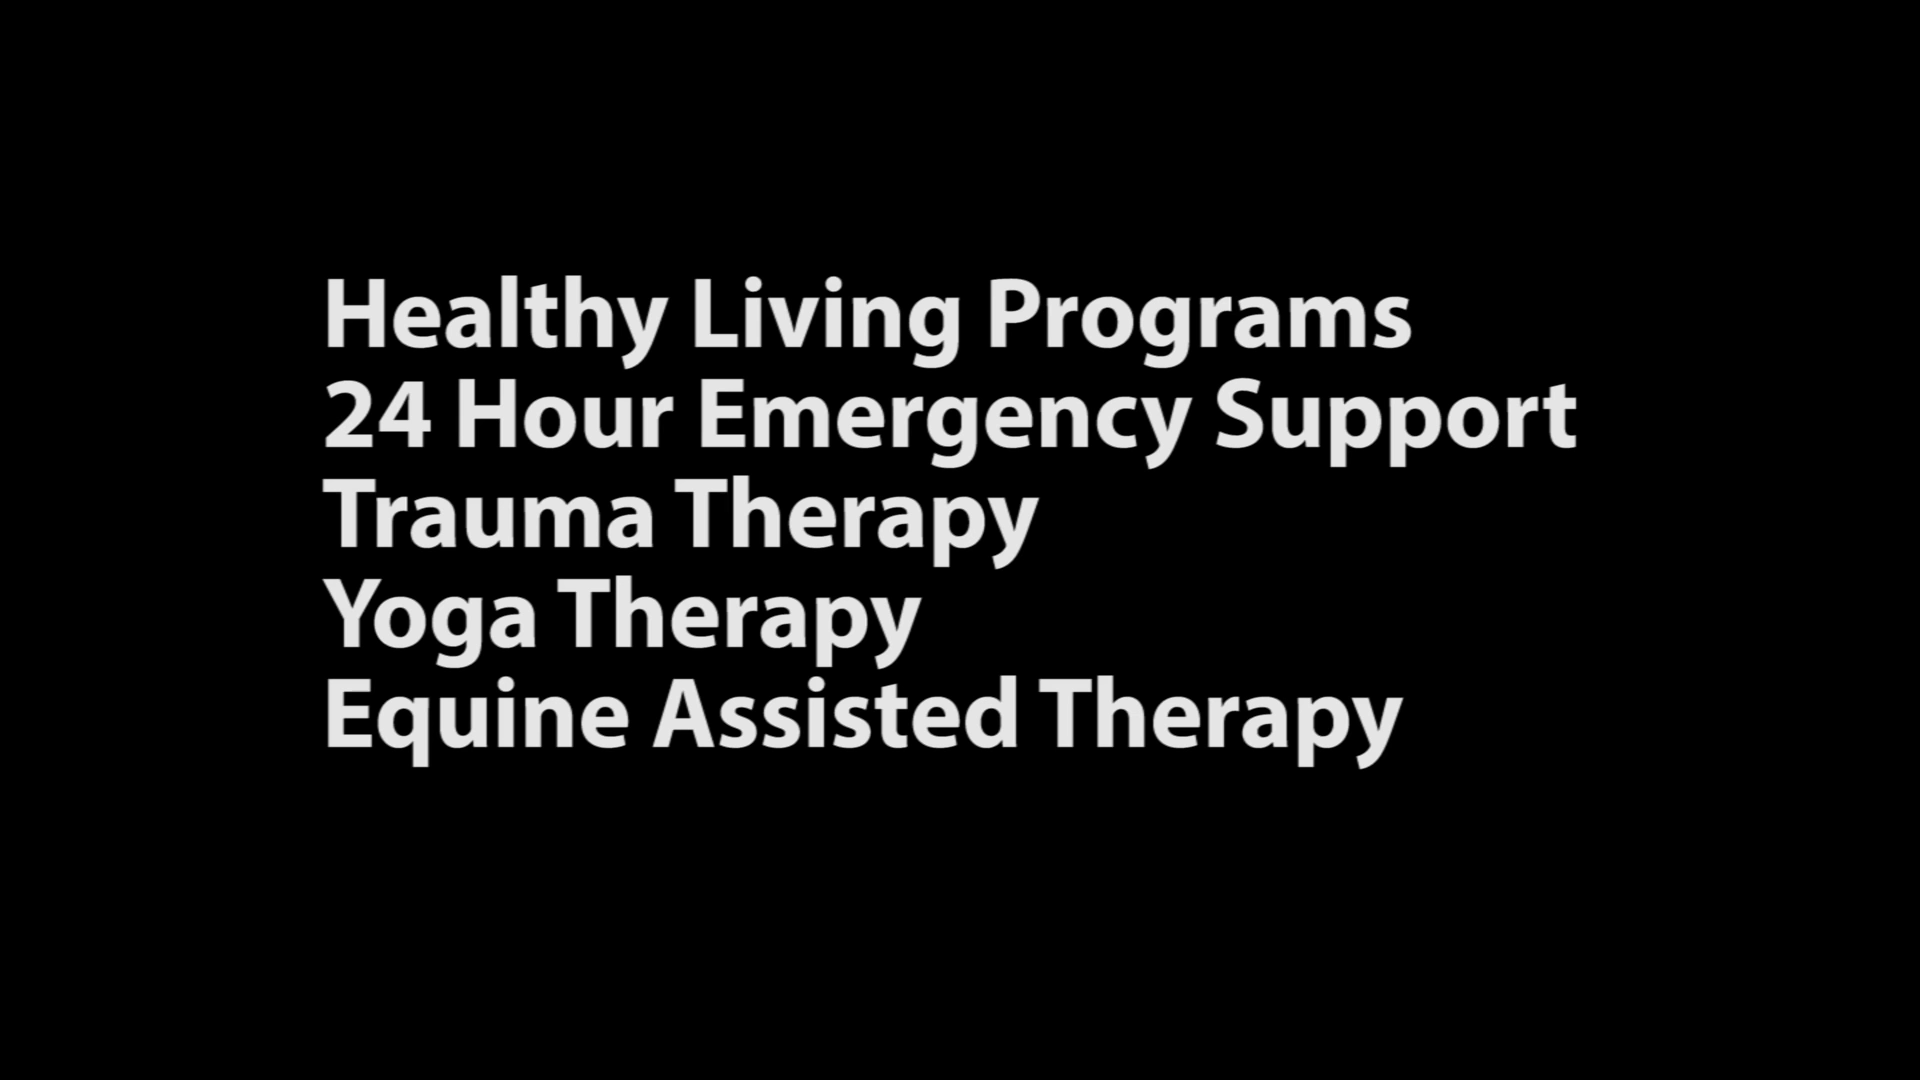 Healthy Living Programs
24 Hour Emergency Support
Trauma Therapy
Yoga Therapy
Equine Assisted Therapy